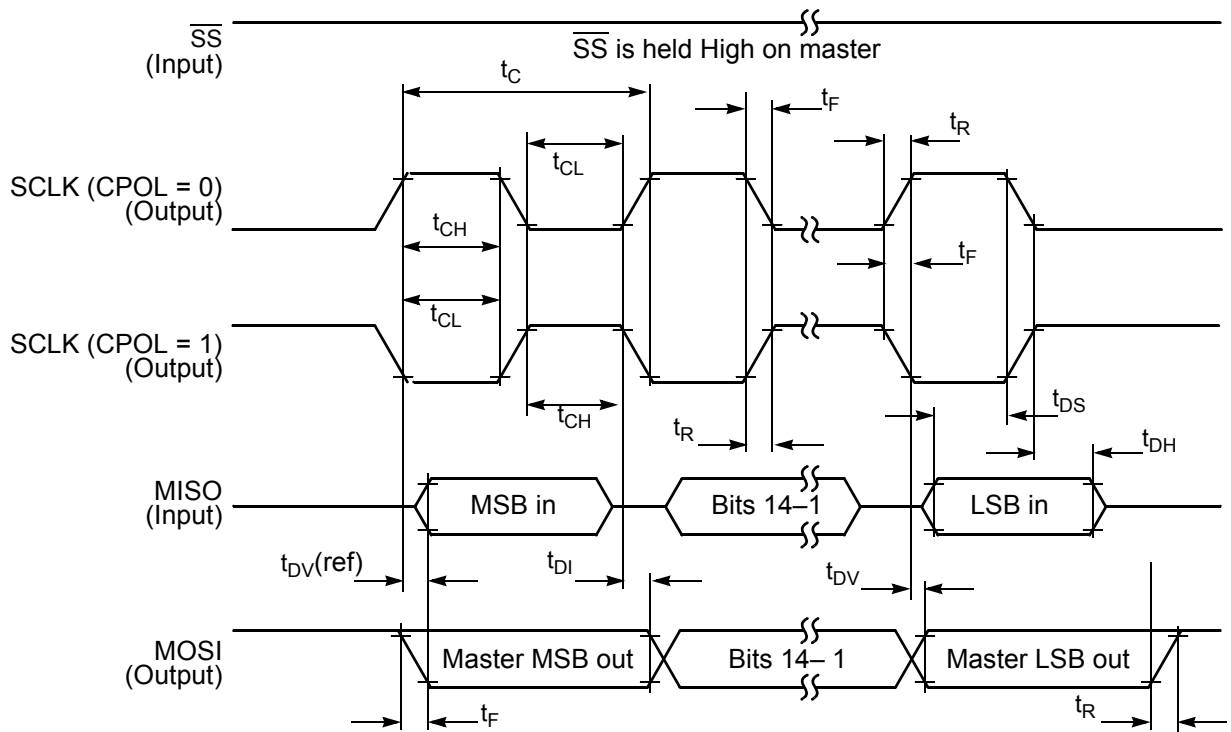 SS
(Input)
SS is held High on master
tC
tF
tR
tCL
SCLK (CPOL = 0)
(Output)
tCH
tF
tCL
SCLK (CPOL = 1)
(Output)
tCH
tR
tDS
tDH
MISO
(Input)
MSB in
Bits 14–1
LSB in
tDV(ref)
tDI
tDV
MOSI
(Output)
Master MSB out
Bits 14– 1
Master LSB out
tF
tR